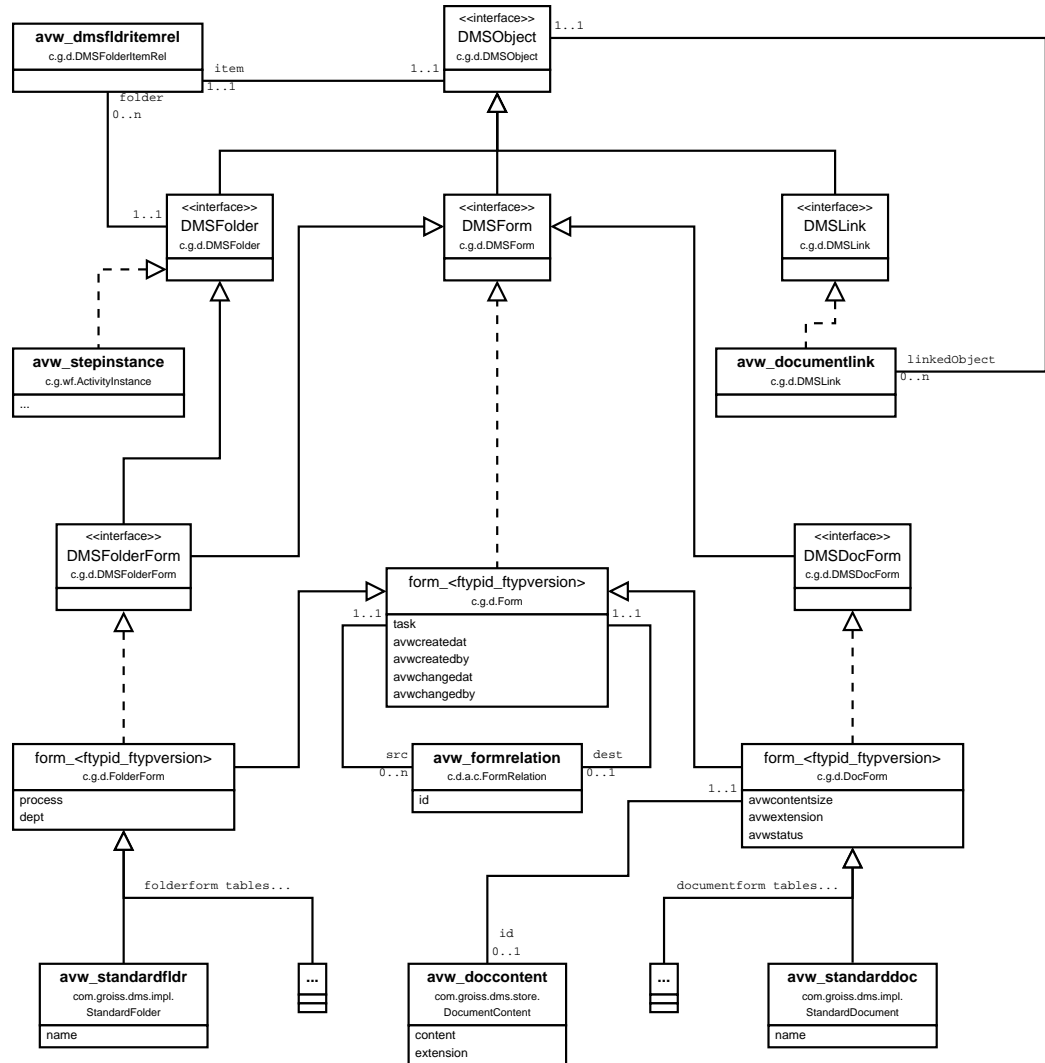 <<interface>>
DMSObject
c.g.d.DMSObject
1..1
avw_dmsfldritemrel
c.g.d.DMSFolderItemRel
item
1..1
1..1
folder
0..n
1..1
<<interface>>
DMSFolder
c.g.d.DMSFolder
<<interface>>
DMSForm
c.g.d.DMSForm
<<interface>>
DMSLink
c.g.d.DMSLink
avw_stepinstance
c.g.wf.ActivityInstance
...
avw_documentlink
c.g.d.DMSLink
linkedObject
0..n
<<interface>>
DMSFolderForm
c.g.d.DMSFolderForm
<<interface>>
DMSDocForm
c.g.d.DMSDocForm
form_<ftypid_ftypversion>
c.g.d.Form
1..1
1..1
task
avwcreatedat
avwcreatedby
avwchangedat
avwchangedby
form_<ftypid_ftypversion>
c.g.d.FolderForm
process
dept
src
0..n
avw_formrelation
c.d.a.c.FormRelation
id
dest
0..1
form_<ftypid_ftypversion>
c.g.d.DocForm
1..1
avwcontentsize
avwextension
avwstatus
folderform tables...
documentform tables...
id
0..1
avw_standardfldr
com.groiss.dms.impl.
StandardFolder
name
...
avw_doccontent
com.groiss.dms.store.
DocumentContent
content
extension
...
avw_standarddoc
com.groiss.dms.impl.
StandardDocument
name